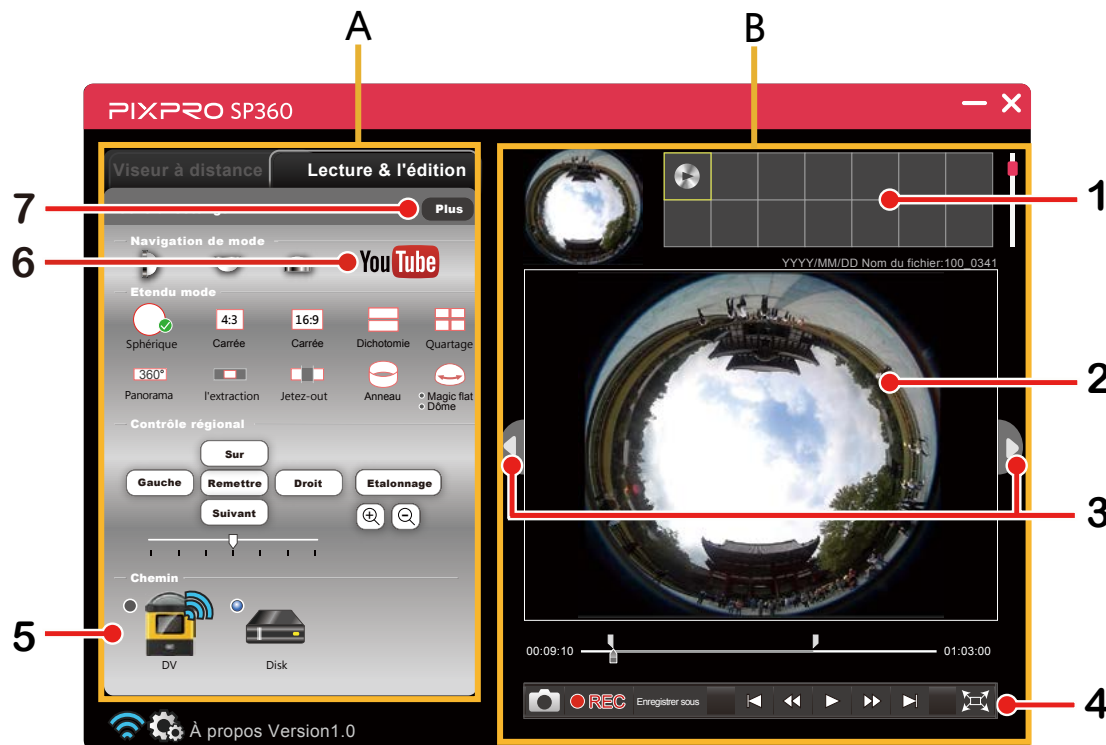 A
B
PIXPRO SP360
Viseur à distance
Lecture & l'édition
7
Plus
1
Navigation de mode
6
You Tube
YYYY/MM/DD Nom du fichier:100_0341
Etendu mode
4:3
16:9
Sphérique
Carrée
Carrée
Dichotomie
Quartage
2
360°
Panorama
l'extraction
Jetez-out
Anneau
Magic flat
Dôme
Contrôle régional
Sur
Gauche
Remettre
Droit
Etalonnage
Suivant
3
Chemin
5
DV
Disk
00:09:10
01:03:00
REC
Enregistrer sous
4
À propos Version1.0